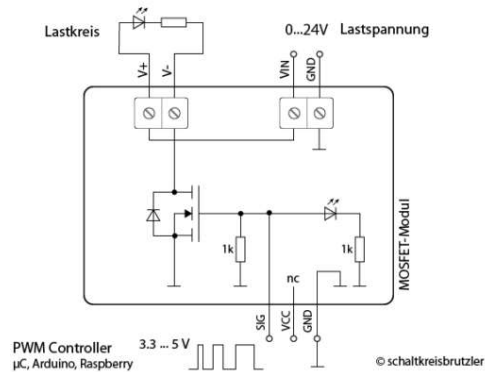 Lastkreis
0...24V Lastspannung
V+
V-
VIN
GND
MOSFET-Modul
1k
1k
nc
SIG
VCC
GND
3.3 ... 5 V
PWM Controller
µC, Arduino, Raspberry
© schaltkreisbrutzler